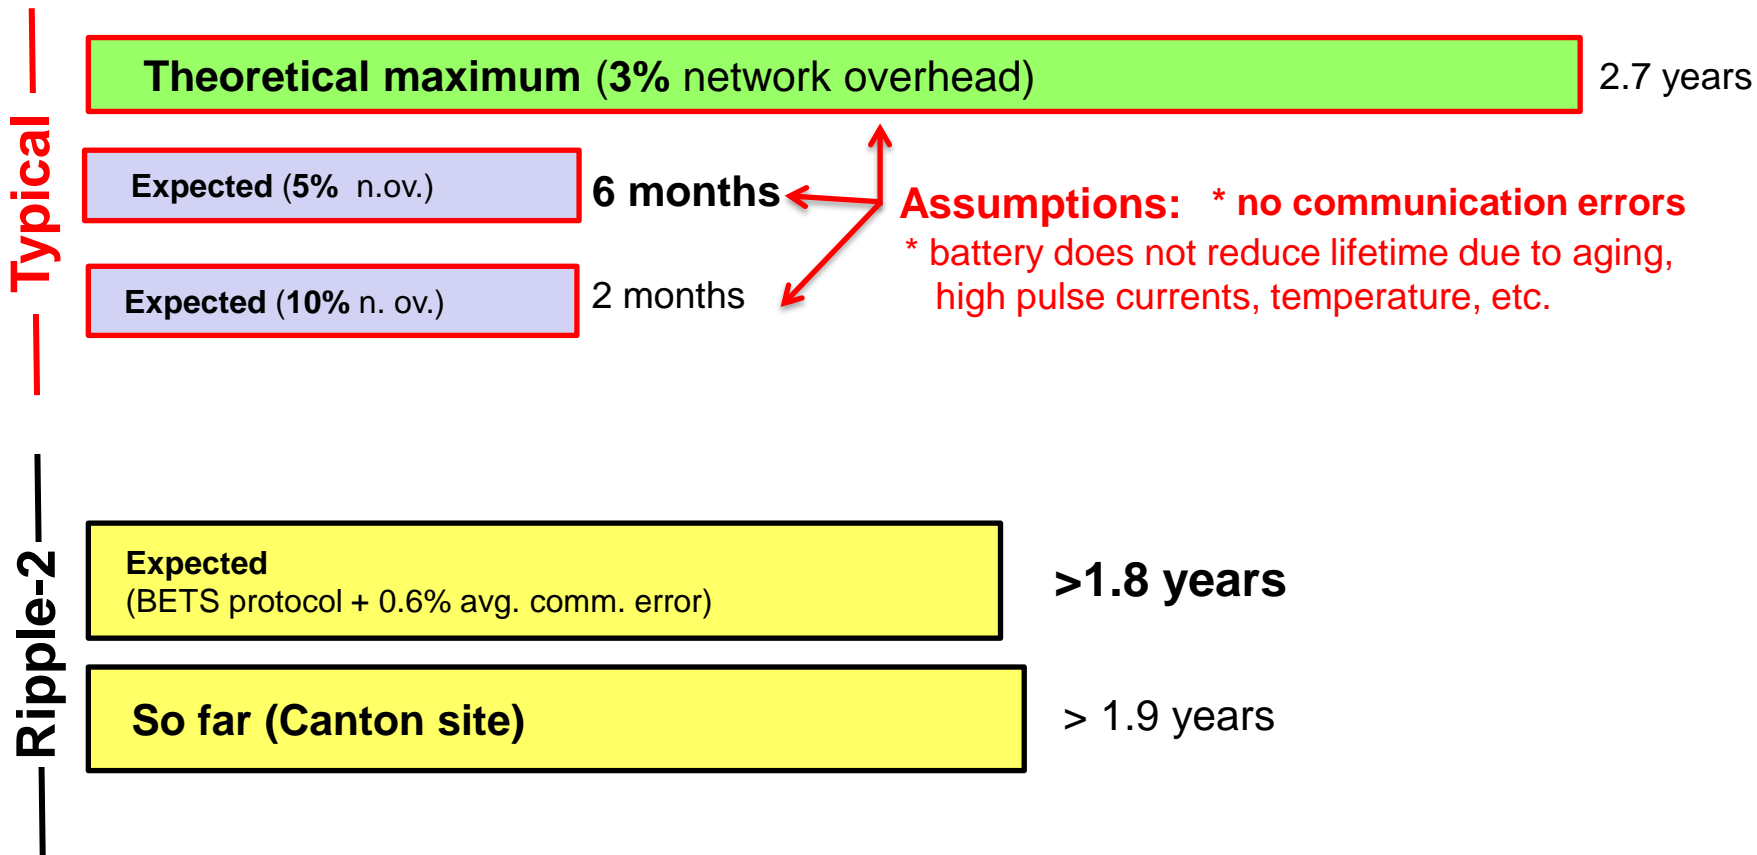 Typical
Theoretical maximum (3% network overhead)
2.7 years
Expected (5% n.ov.)
6 months
Assumptions: * no communication errors
* battery does not reduce lifetime due to aging,
high pulse currents, temperature, etc.
Expected (10% n. ov.)
2 months
Ripple-2
Expected
(BETS protocol + 0.6% avg. comm. error)
>1.8 years
So far (Canton site)
> 1.9 years